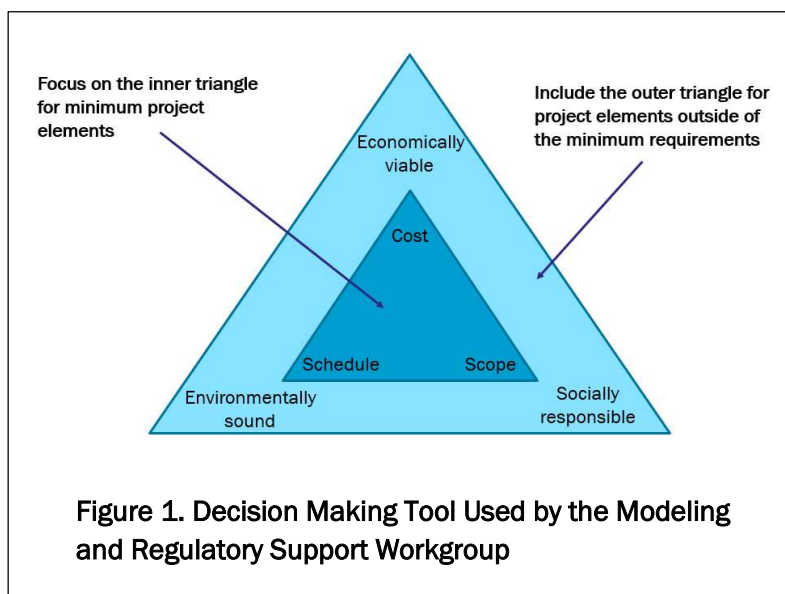 Focus on the inner triangle
for minimum project
elements
Include the outer triangle for
project elements outside of
the minimum requirements
Economically
viable
Cost
Schedule
Scope
Environmentally
sound
Socially
responsible
Figure 1. Decision Making Tool Used by the Modeling
and Regulatory Support Workgroup